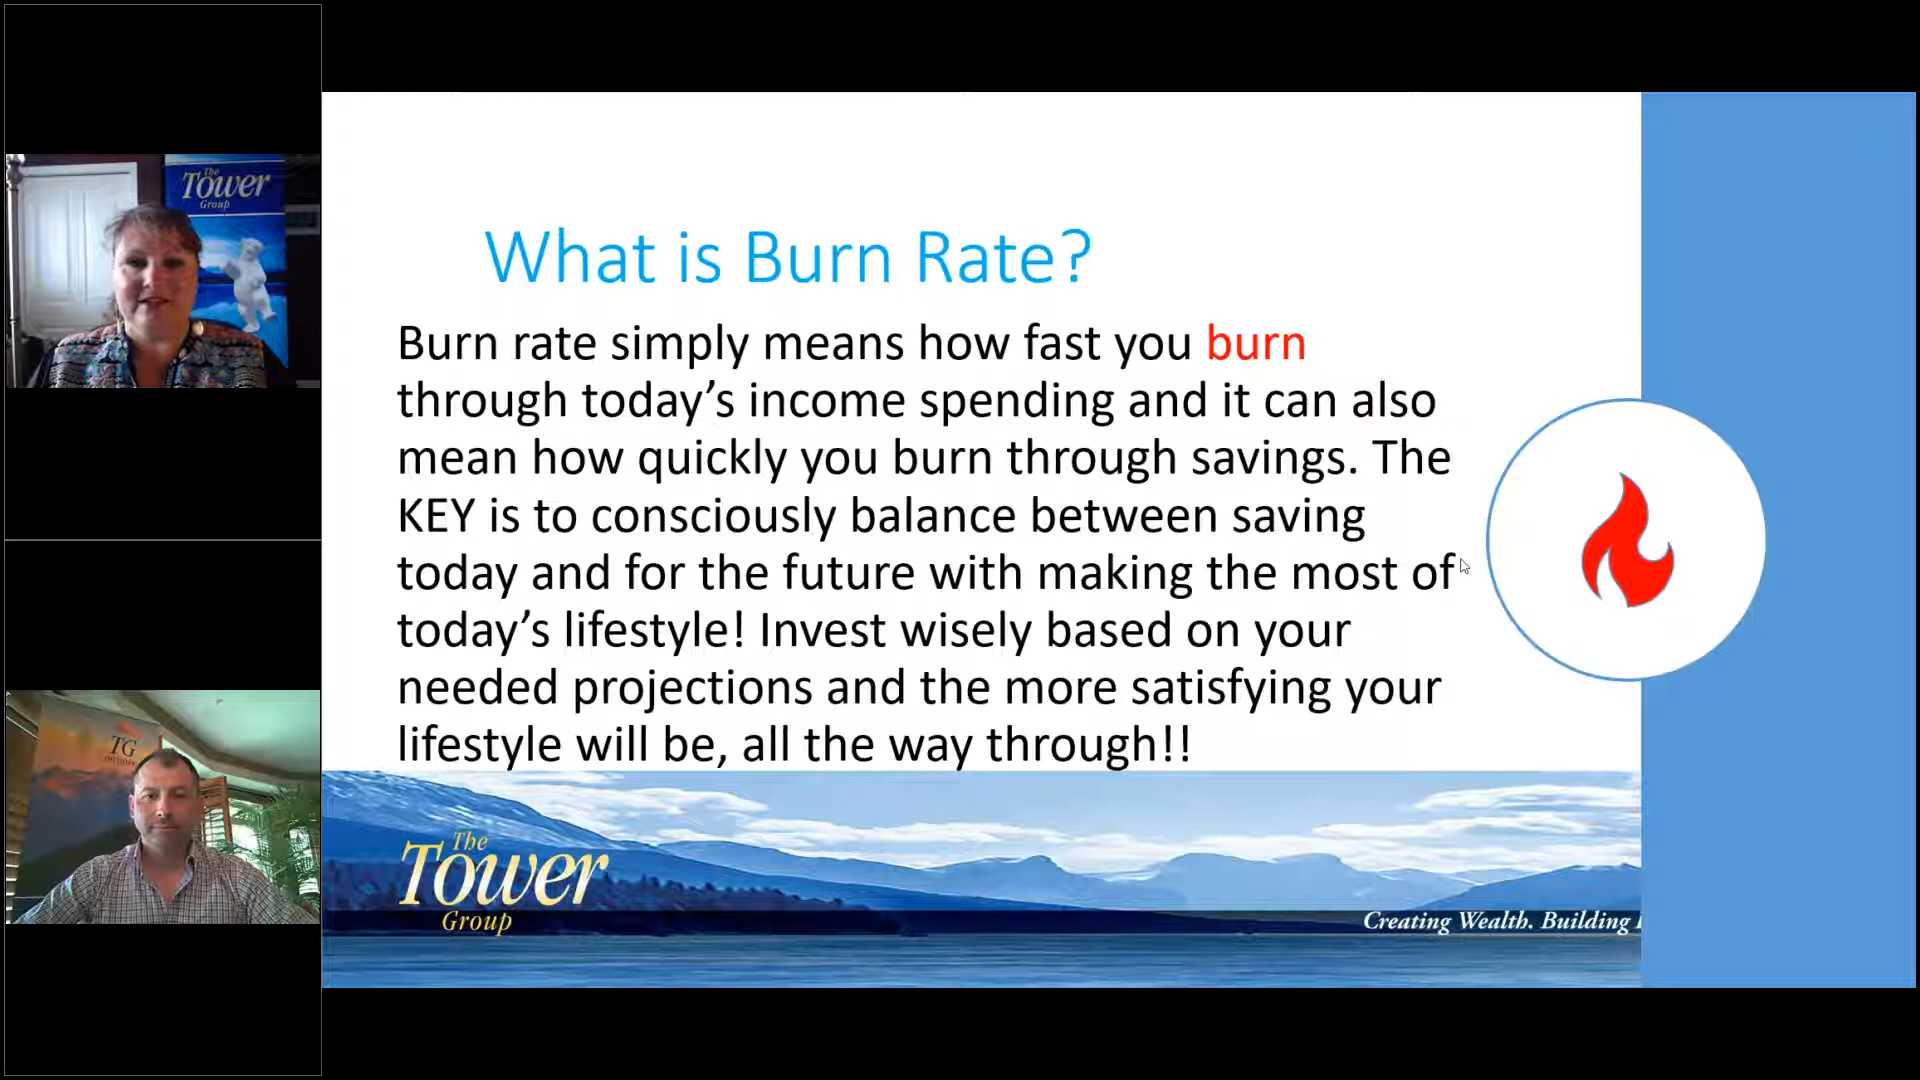 The
Tower
Group
TG
What is Burn Rate?
Burn rate simply means how fast you burn
through today’s income spending and it can also
mean how quickly you burn through savings. The
KEY is to consciously balance between saving
today and for the future with making the most of
today’s lifestyle! Invest wisely based on your
needed projections and the more satisfying your
lifestyle will be, all the way through!!
The
Tower
Group
Creating Wealth. Building